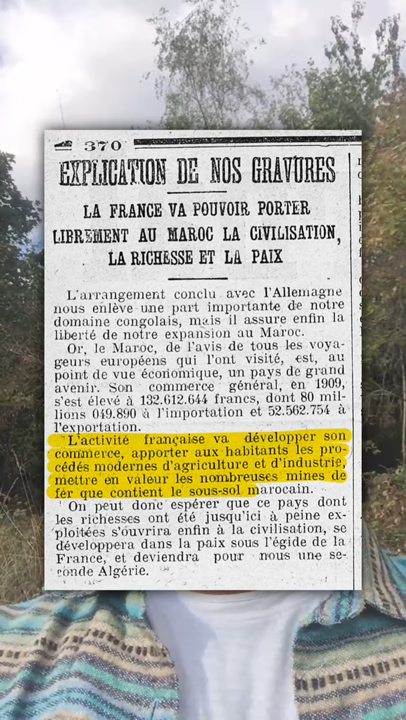 370
EXPLICATION DE NOS GRAVURES
LA FRANCE VA POUVOIR PORTER
LIBREMENT AU MAROC LA CIVILISATION,
LA RICHESSE ET LA PAIX
L'arrangement conclu avec l'Allemagne
nous enlève une part importante de notre
domaine congolais, mais il assure enfin la
liberté de notre expansion au Maroc.
Or, le Maroc, de l'avis de tous les voya-
geurs européens qui l'ont visité, est, au
point de vue économique, un pays de grand
avenir. Son commerce général, en 1909,
s'est élevé à 132.612.644 francs, dont 80 mil-
lions 049.890 à l'importation et 52.562.754 à
l'exportation.
L'activité française va développer son
commerce, apporter aux habitants les pro-
cédés modernes d'agriculture et d'industrie,
mettre en valeur les nombreuses mines de
fer que contient le sous-sol marocain.
On peut donc espérer que ce pays dont
les richesses ont été jusqu'ici à peine ex-
ploitées s'ouvrira enfin à la civilisation, se
développera dans la paix sous l'égide de la
France, et deviendra pour nous une se-
conde Algérie.